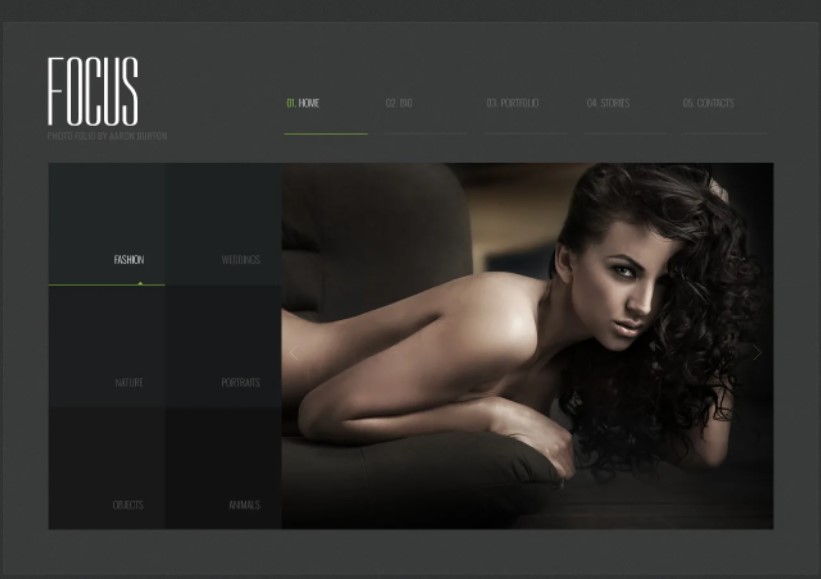 FOCUS
PHOTO FOLIO BY AARON BURTON
01. HOME
02. BIO
03. PORTFOLIO
04. STORIES
05. CONTACTS
FASHION
WEDDINGS
NATURE
PORTRAITS
OBJECTS
ANIMALS